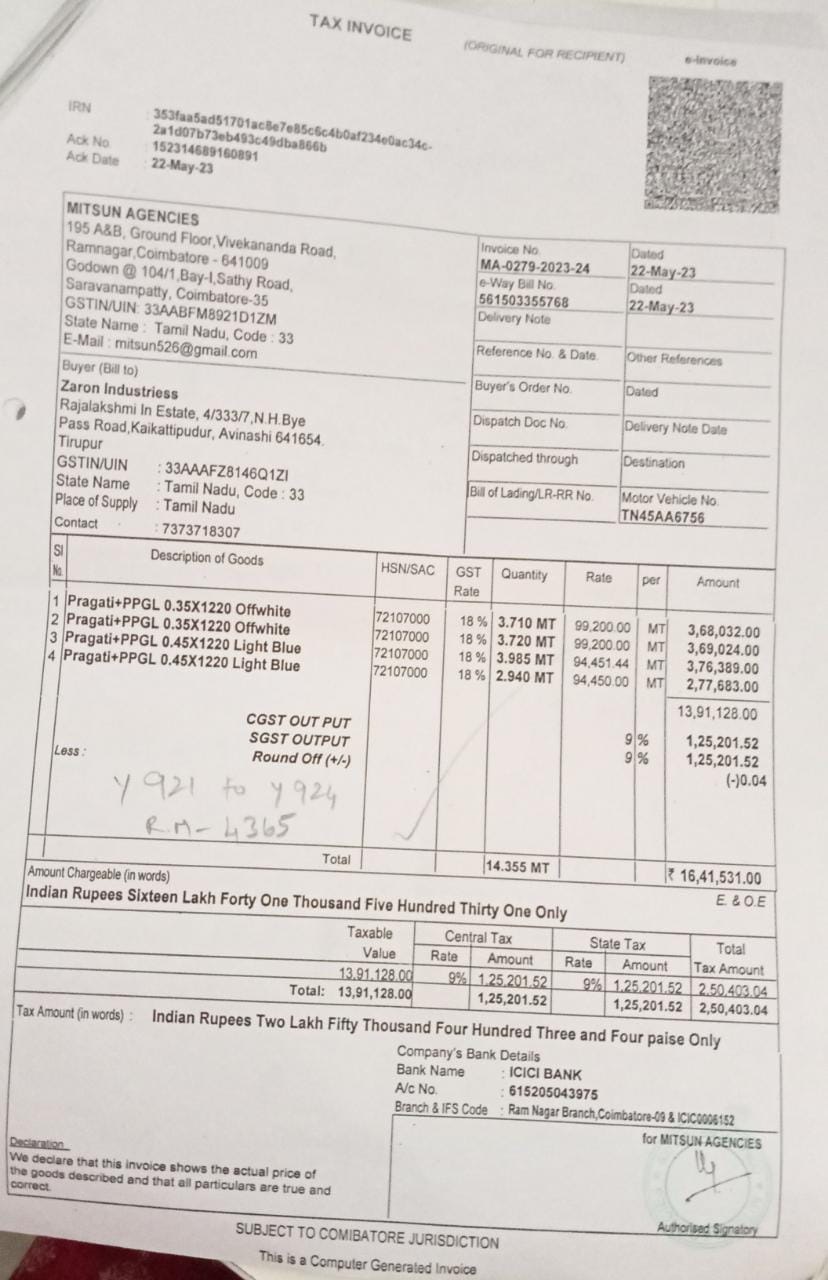 TAX INVOICE
(ORIGINAL FOR RECIPIENT)
e-Invoice
IRN : 353faa5ad51701ac8e7e85c6c4b0af234e0ac34c-
2a1d07b73eb493c49dba866b
Ack No : 152314689160891
Ack Date : 22-May-23
MITSUN AGENCIES
195 A&B, Ground Floor,Vivekananda Road,
Ramnagar,Coimbatore - 641009
Godown @ 104/1,Bay-I,Sathy Road,
Saravanampatty, Coimbatore-35
GSTIN/UIN: 33AABFM8921D1ZM
State Name : Tamil Nadu, Code : 33
E-Mail : mitsun526@gmail.com
Invoice No. Dated
MA-0279-2023-24 22-May-23
e-Way Bill No. Dated
561503355768 22-May-23
Delivery Note
Reference No. & Date. Other References
Buyer's Order No. Dated
Dispatch Doc No. Delivery Note Date
Dispatched through Destination
Bill of Lading/LR-RR No. Motor Vehicle No.
TN45AA6756
Buyer (Bill to)
Zaron Industriess
Rajalakshmi In Estate, 4/333/7,N.H.Bye
Pass Road,Kaikattipudur, Avinashi 641654.
Tirupur
GSTIN/UIN : 33AAAFZ8146Q1ZI
State Name : Tamil Nadu, Code : 33
Place of Supply : Tamil Nadu
Contact : 7373718307
Sl No. Description of Goods HSN/SAC GST Rate Quantity Rate per Amount
1 Pragati+PPGL 0.35X1220 Offwhite 72107000 18 % 3.710 MT 99,200.00 MT 3,68,032.00
2 Pragati+PPGL 0.35X1220 Offwhite 72107000 18 % 3.720 MT 99,200.00 MT 3,69,024.00
3 Pragati+PPGL 0.45X1220 Light Blue 72107000 18 % 3.985 MT 94,451.44 MT 3,76,389.00
4 Pragati+PPGL 0.45X1220 Light Blue 72107000 18 % 2.940 MT 94,450.00 MT 2,77,683.00
13,91,128.00
CGST OUT PUT 9 % 1,25,201.52
SGST OUTPUT 9 % 1,25,201.52
Less : Round Off (+/-) (-)0.04
Y 921 to Y 924
R.M- 4365
Total 14.355 MT ₹ 16,41,531.00
Amount Chargeable (in words) E. & O.E
Indian Rupees Sixteen Lakh Forty One Thousand Five Hundred Thirty One Only
Taxable Value Central Tax State Tax Total Tax Amount
Rate Amount Rate Amount
13,91,128.00 9% 1,25,201.52 9% 1,25,201.52 2,50,403.04
Total: 13,91,128.00 1,25,201.52 1,25,201.52 2,50,403.04
Tax Amount (in words) : Indian Rupees Two Lakh Fifty Thousand Four Hundred Three and Four paise Only
Company's Bank Details
Bank Name : ICICI BANK
A/c No. : 615205043975
Branch & IFS Code : Ram Nagar Branch,Coimbatore-09 & ICIC0006152
for MITSUN AGENCIES
Declaration
We declare that this invoice shows the actual price of
the goods described and that all particulars are true and
correct.
Authorised Signatory
SUBJECT TO COMIBATORE JURISDICTION
This is a Computer Generated Invoice